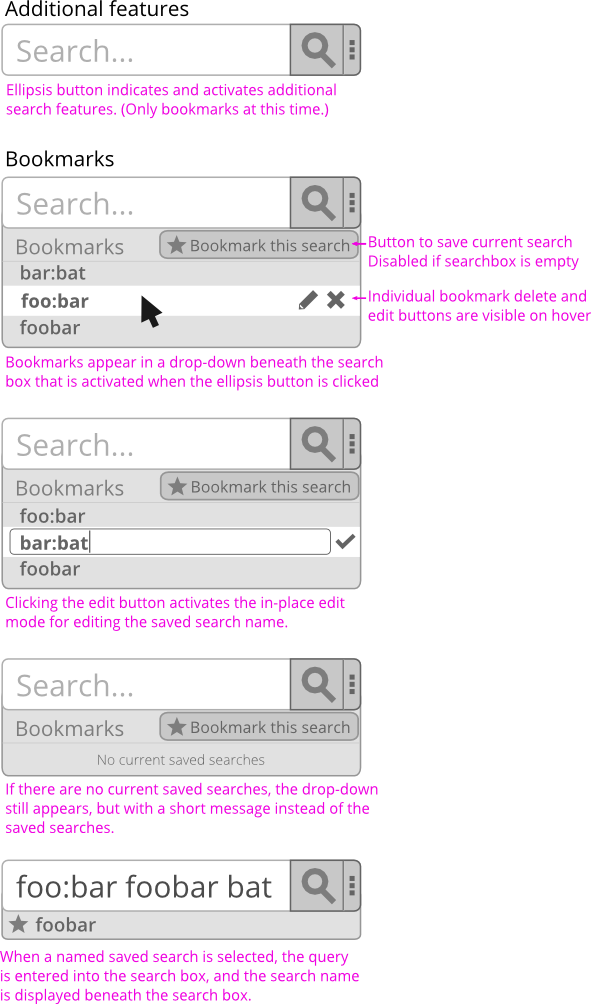 Additional features
Search...
Ellipsis button indicates and activates additional
search features. (Only bookmarks at this time.)
Bookmarks
Search...
Bookmarks
Bookmark this search
Button to save current search
Disabled if searchbox is empty
bar:bat
foo:bar
Individual bookmark delete and
edit buttons are visible on hover
foobar
Bookmarks appear in a drop-down beneath the search
box that is activated when the ellipsis button is clicked
Search...
Bookmarks
Bookmark this search
foo:bar
bar:bat
foobar
Clicking the edit button activates the in-place edit
mode for editing the saved search name.
Search...
Bookmarks
Bookmark this search
No current saved searches
If there are no current saved searches, the drop-down
still appears, but with a short message instead of the
saved searches.
foo:bar foobar bat
foobar
When a named saved search is selected, the query
is entered into the search box, and the search name
is displayed beneath the search box.